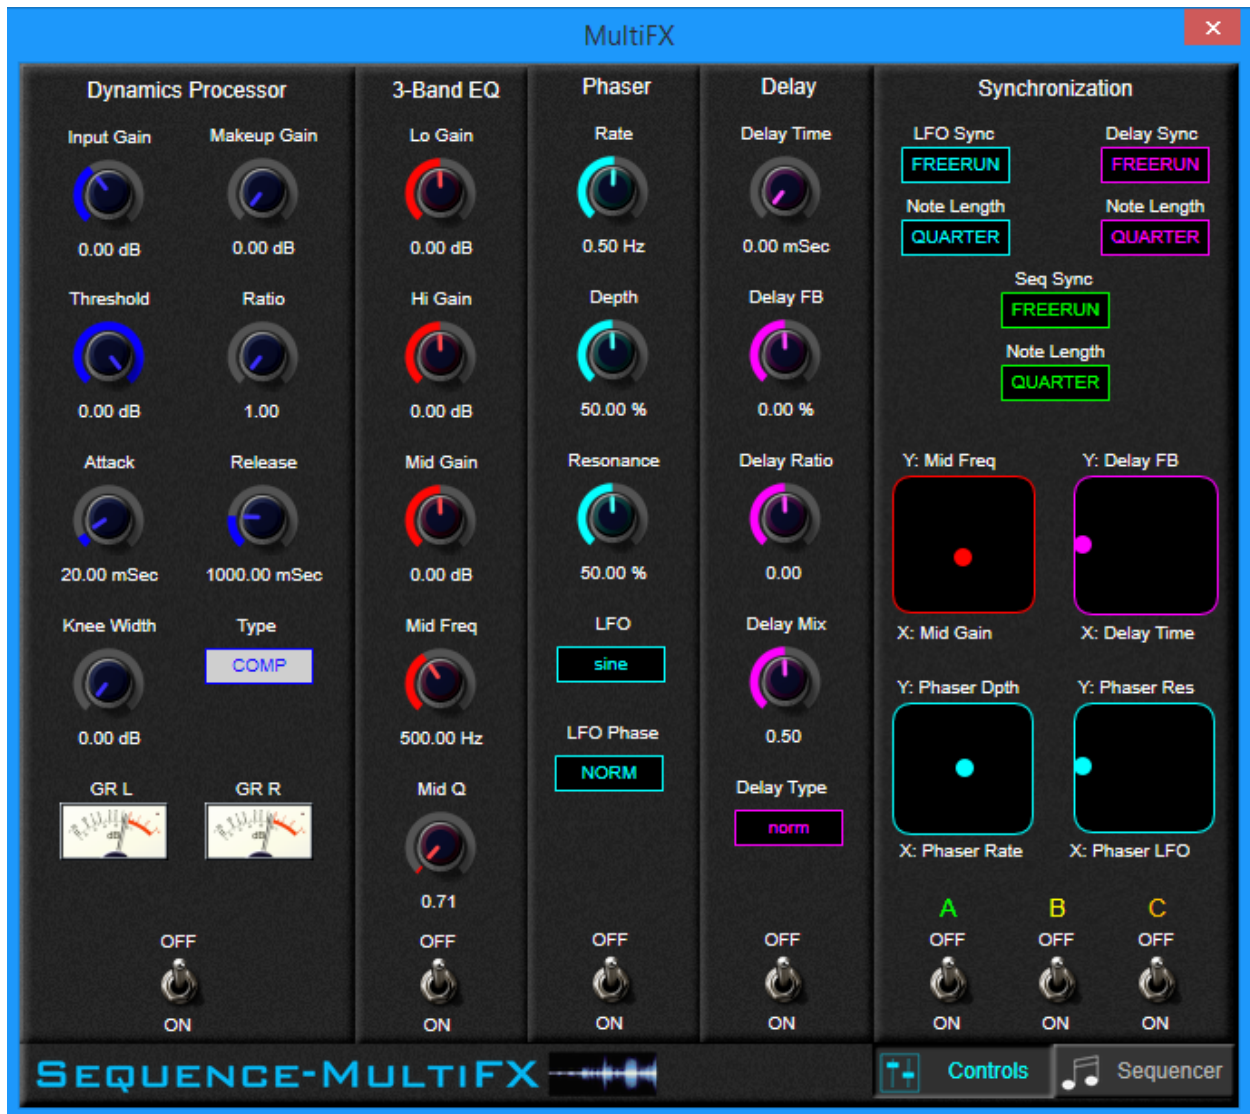 MultiFX
Dynamics Processor
Input Gain Makeup Gain
0.00 dB 0.00 dB
Threshold Ratio
0.00 dB 1.00
Attack Release
20.00 mSec 1000.00 mSec
Knee Width Type
COMP
0.00 dB
GR L GR R
dB dB
OFF
ON
3-Band EQ
Lo Gain
0.00 dB
Hi Gain
0.00 dB
Mid Gain
0.00 dB
Mid Freq
500.00 Hz
Mid Q
0.71
OFF
ON
Phaser
Rate
0.50 Hz
Depth
50.00 %
Resonance
50.00 %
LFO
sine
LFO Phase
NORM
OFF
ON
Delay
Delay Time
0.00 mSec
Delay FB
0.00 %
Delay Ratio
0.00
Delay Mix
0.50
Delay Type
norm
OFF
ON
Synchronization
LFO Sync Delay Sync
FREERUN FREERUN
Note Length Note Length
QUARTER QUARTER
Seq Sync
FREERUN
Note Length
QUARTER
Y: Mid Freq Y: Delay FB
X: Mid Gain X: Delay Time
Y: Phaser Dpth Y: Phaser Res
X: Phaser Rate X: Phaser LFO
A B C
OFF OFF OFF
ON ON ON
SEQUENCE-MULTIFX
Controls Sequencer